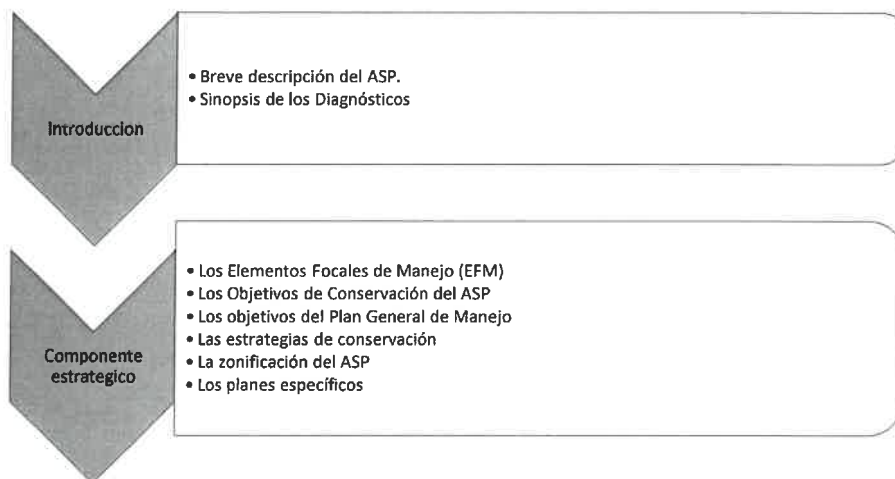 Introduccion
• Breve descripción del ASP.
• Sinopsis de los Diagnósticos
Componente
estrategico
• Los Elementos Focales de Manejo (EFM)
• Los Objetivos de Conservación del ASP
• Los objetivos del Plan General de Manejo
• Las estrategias de conservación
• La zonificación del ASP
• Los planes específicos